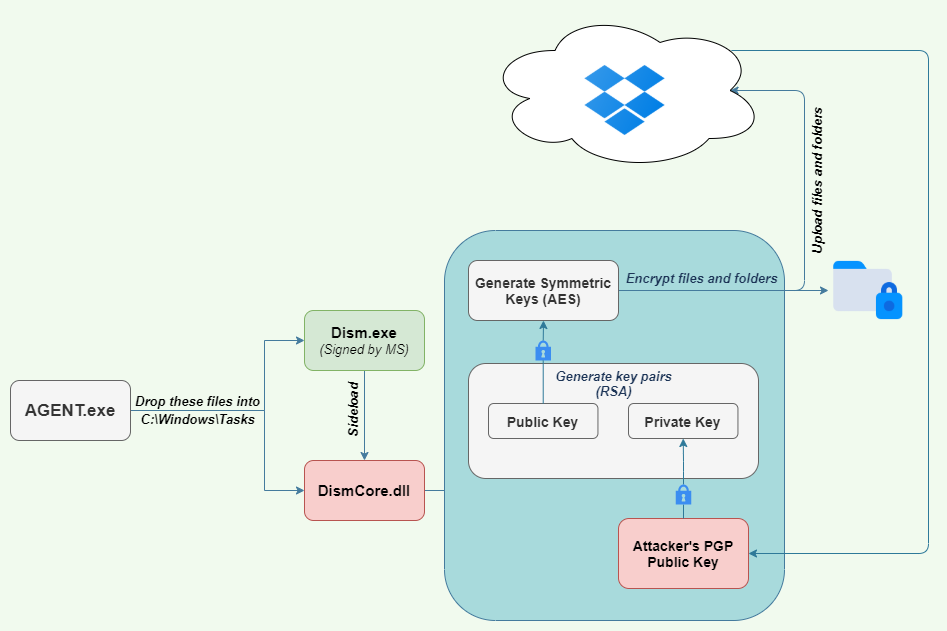 Upload files and folders
Generate Symmetric
Keys (AES)
Encrypt files and folders
Dism.exe
(Signed by MS)
AGENT.exe
Drop these files into
C:\Windows\Tasks
Sideload
Generate key pairs
(RSA)
Public Key
Private Key
DismCore.dll
Attacker's PGP
Public Key